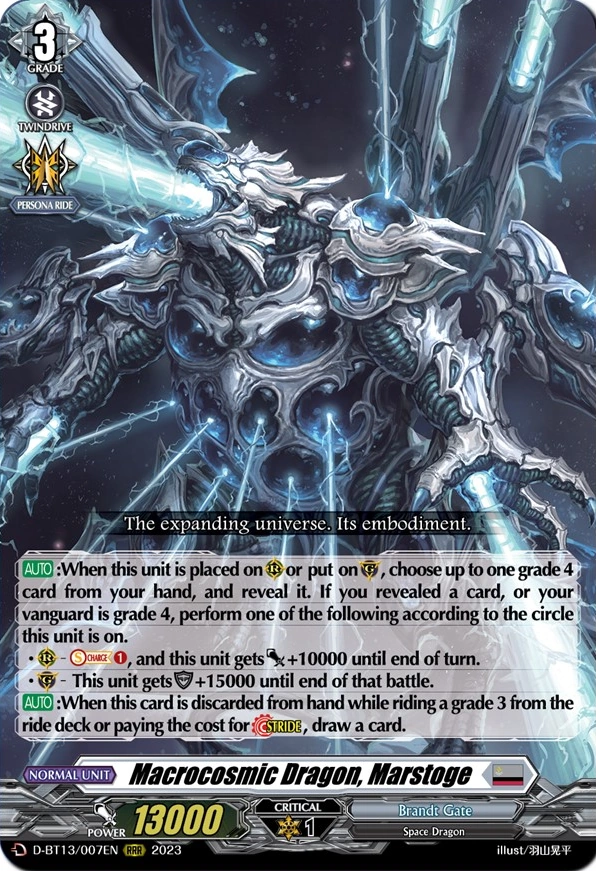 3
GRADE
TWINDRIVE
PERSONA RIDE
The expanding universe. Its embodiment.
AUTO :When this unit is placed on R or put on G, choose up to one grade 4
card from your hand, and reveal it. If you revealed a card, or your
vanguard is grade 4, perform one of the following according to the circle
this unit is on.
・R - S CHARGE 1, and this unit gets +10000 until end of turn.
・G - This unit gets +15000 until end of that battle.
AUTO :When this card is discarded from hand while riding a grade 3 from the
ride deck or paying the cost for STRIDE, draw a card.
NORMAL UNIT Macrocosmic Dragon, Marstoge
POWER 13000 CRITICAL 1 Brandt Gate
Space Dragon
D-BT13/007EN RRR 2023 illust/羽山晃平